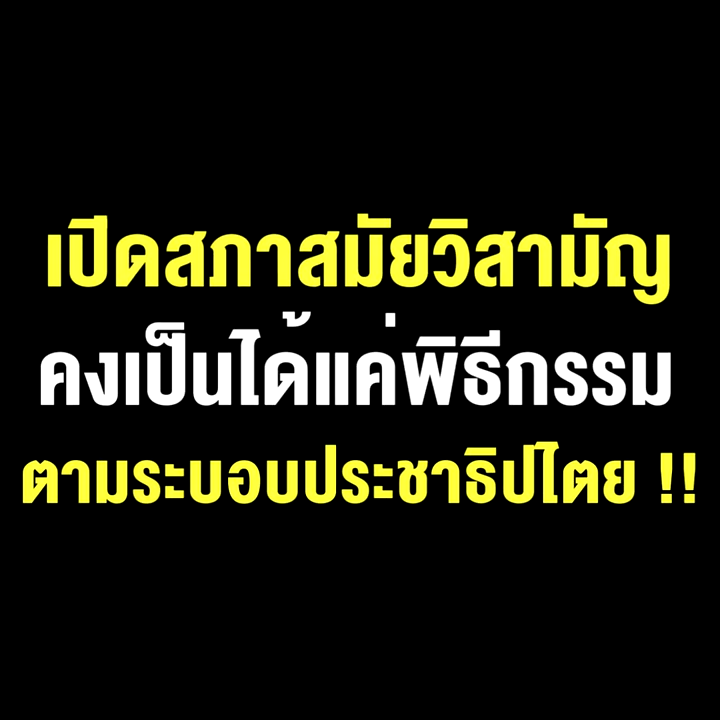 เปิดสภาสมัยวิสามัญ
คงเป็นได้แค่พิธีกรรม
ตามระบอบประชาธิปไตย !!